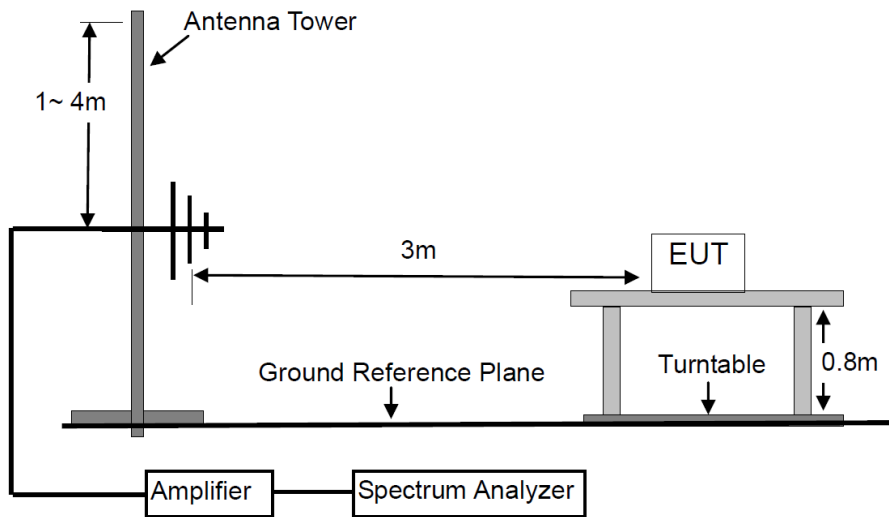 Antenna Tower
1~ 4m
3m
EUT
Ground Reference Plane
Turntable
0.8m
Amplifier
Spectrum Analyzer